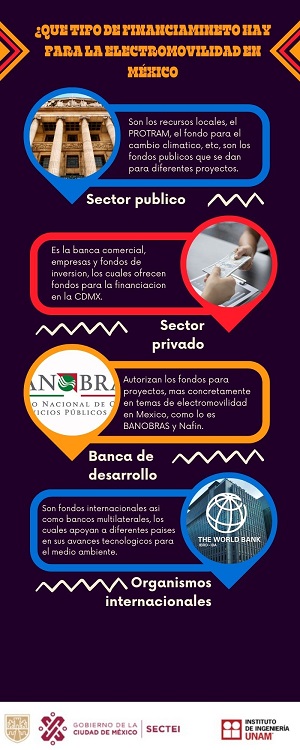 ¿QUE TIPO DE FINANCIAMINETO HAY
PARA LA ELECTROMOVILIDAD EN
MÉXICO
Son los recursos locales, el
PROTRAM, el fondo para el
cambio climatico, etc, son los
fondos publicos que se dan
para diferentes proyectos.
Sector publico
Es la banca comercial,
empresas y fondos de
inversion, los cuales ofrecen
fondos para la financiacion
en la CDMX.
Sector
privado
ANOBRA
O NACIONAL DE O
VICIOS PÚBLICOS
Autorizan los fondos para
proyectos, mas concretamente
en temas de electromovilidad
en Mexico, como lo es
BANOBRAS y Nafin.
Banca de
desarrollo
Son fondos internacionales asi
como bancos multilaterales, los
cuales apoyan a diferentes paises
en sus avances tecnologicos para
el medio ambiente.
THE WORLD BANK
IBRD • IDA
Organismos
internacionales
GOBIERNO DE LA
CIUDAD DE MÉXICO
SECTEI
INSTITUTO
DE INGENIERÍA
UNAM